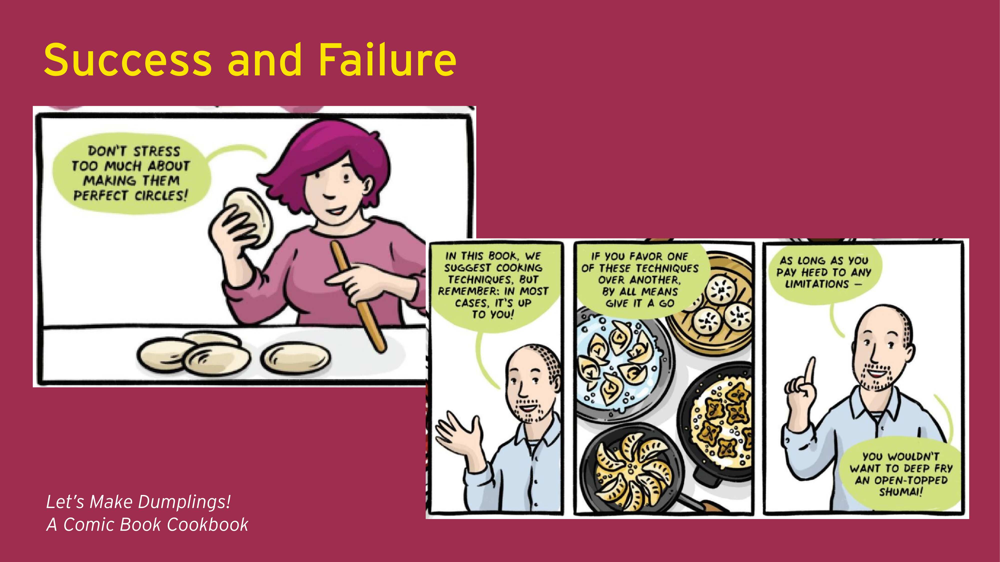 Success and Failure
DON'T STRESS
TOO MUCH ABOUT
MAKING THEM
PERFECT CIRCLES!
IN THIS BOOK, WE
SUGGEST COOKING
TECHNIQUES, BUT
REMEMBER: IN MOST
CASES, IT'S UP
TO YOU!
IF YOU FAVOR ONE
OF THESE TECHNIQUES
OVER ANOTHER,
BY ALL MEANS
GIVE IT A GO
AS LONG AS YOU
PAY HEED TO ANY
LIMITATIONS –
YOU WOULDN'T
WANT TO DEEP FRY
AN OPEN-TOPPED
SHUMAI!
Let's Make Dumplings!
A Comic Book Cookbook